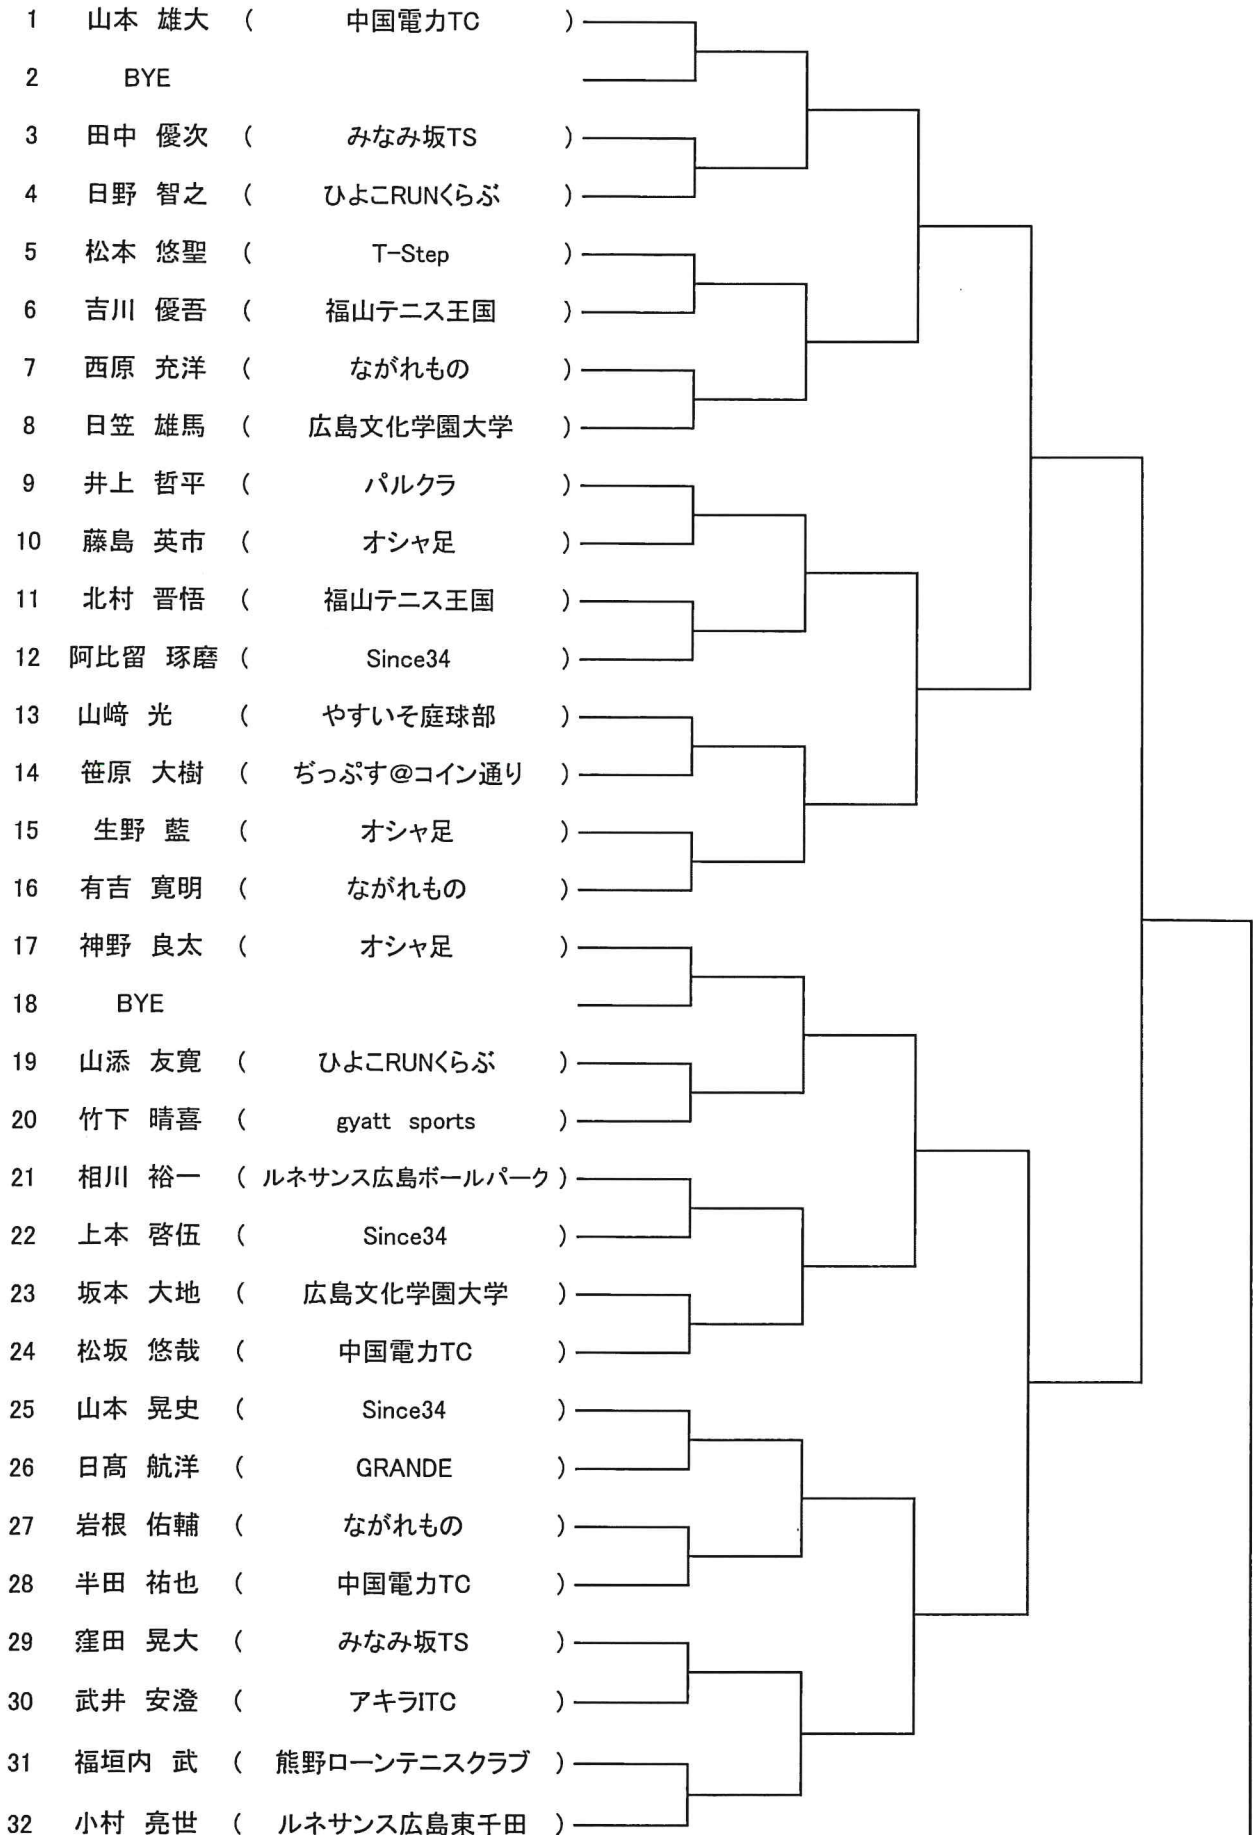 1 山本 雄大 ( 中国電力TC )
2 BYE
3 田中 優次 ( みなみ坂TS )
4 日野 智之 ( ひよこRUNくらぶ )
5 松本 悠聖 ( T-Step )
6 吉川 優吾 ( 福山テニス王国 )
7 西原 充洋 ( ながれもの )
8 日笠 雄馬 ( 広島文化学園大学 )
9 井上 哲平 ( パルクラ )
10 藤島 英市 ( オシャ足 )
11 北村 晋悟 ( 福山テニス王国 )
12 阿比留 琢磨 ( Since34 )
13 山﨑 光 ( やすいそ庭球部 )
14 笹原 大樹 ( ぢっぷす@コイン通り )
15 生野 藍 ( オシャ足 )
16 有吉 寛明 ( ながれもの )
17 神野 良太 ( オシャ足 )
18 BYE
19 山添 友寛 ( ひよこRUNくらぶ )
20 竹下 晴喜 ( gyatt sports )
21 相川 裕一 ( ルネサンス広島ボールパーク )
22 上本 啓伍 ( Since34 )
23 坂本 大地 ( 広島文化学園大学 )
24 松坂 悠哉 ( 中国電力TC )
25 山本 晃史 ( Since34 )
26 日髙 航洋 ( GRANDE )
27 岩根 佑輔 ( ながれもの )
28 半田 祐也 ( 中国電力TC )
29 窪田 晃大 ( みなみ坂TS )
30 武井 安澄 ( アキラITC )
31 福垣内 武 ( 熊野ローンテニスクラブ )
32 小村 亮世 ( ルネサンス広島東千田 )